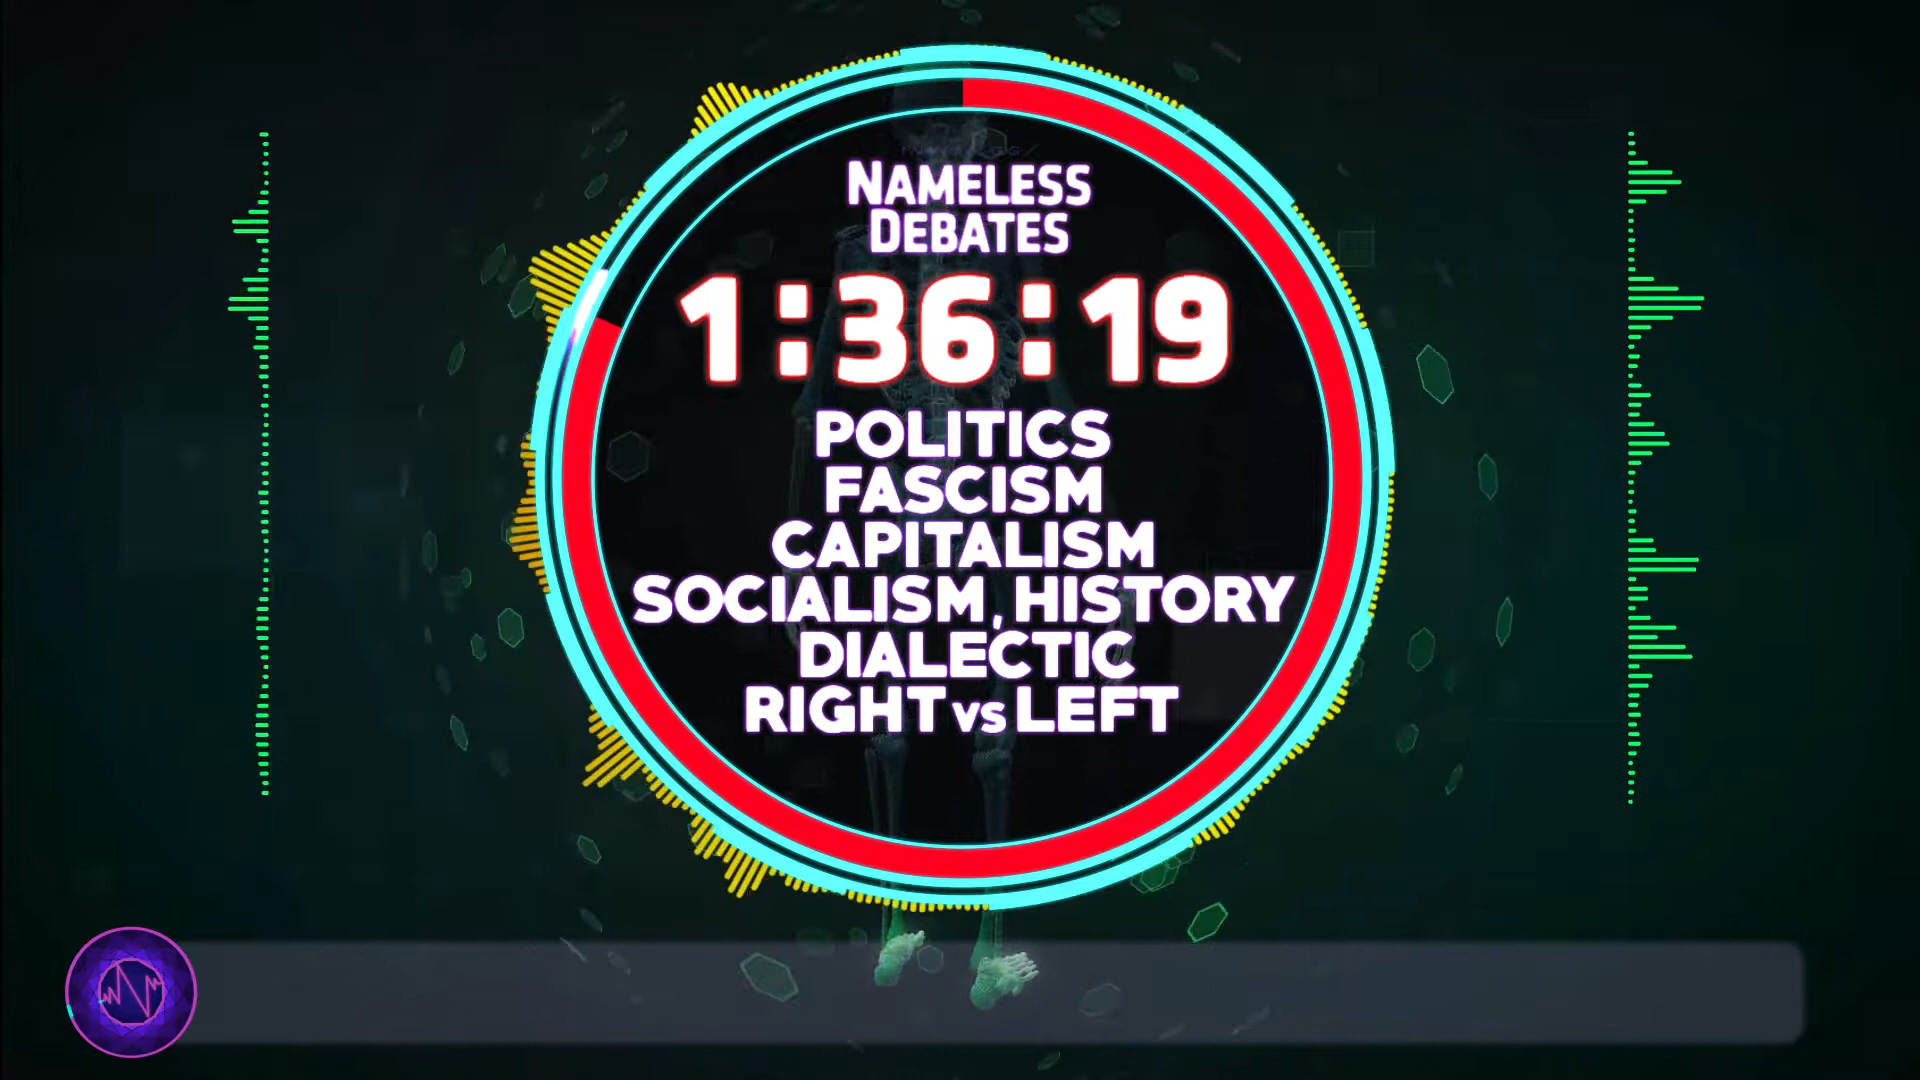 NAMELESS
DEBATES
1:36:19
POLITICS
FASCISM
CAPITALISM
SOCIALISM, HISTORY
DIALECTIC
RIGHT vs LEFT